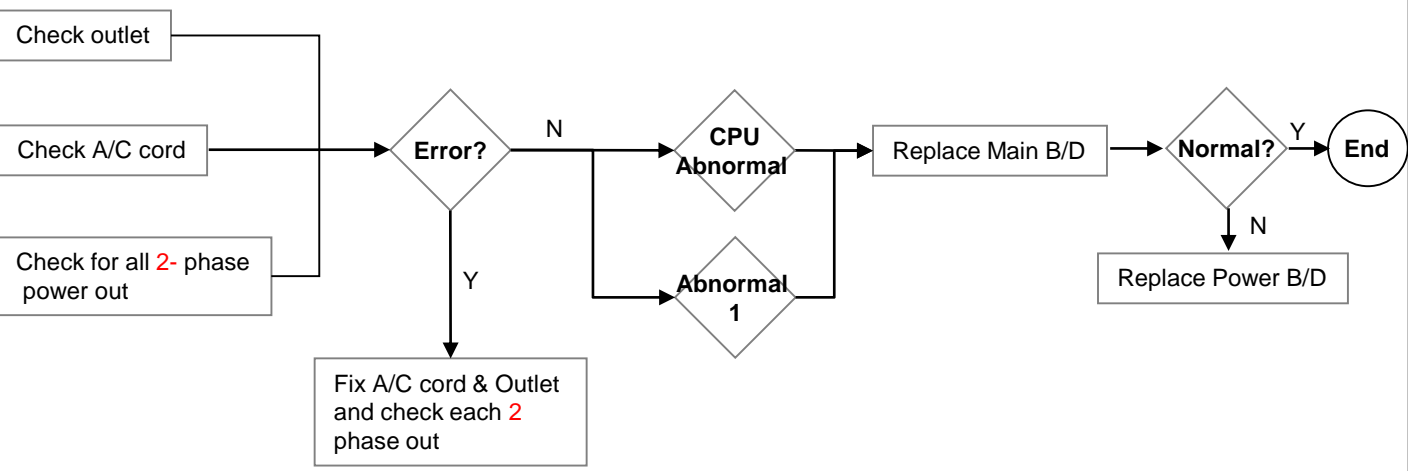 Check outlet
Check A/C cord
Check for all 2- phase
power out
Error?
N
Y
Fix A/C cord & Outlet
and check each 2
phase out
CPU
Abnormal
Abnormal
1
Replace Main B/D
Normal?
Y
End
N
Replace Power B/D